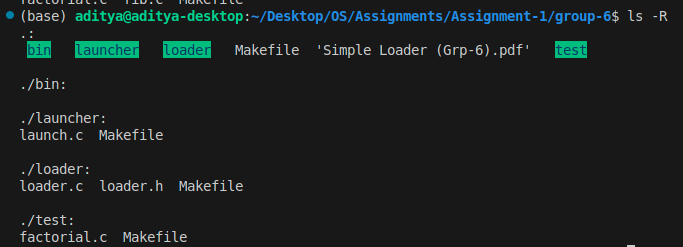 factorial.c fib.c Makefile
(base) aditya@aditya-desktop:~/Desktop/OS/Assignments/Assignment-1/group-6$ ls -R
.:
bin launcher loader Makefile 'Simple Loader (Grp-6).pdf' test
./bin:
./launcher:
launch.c Makefile
./loader:
loader.c loader.h Makefile
./test:
factorial.c Makefile